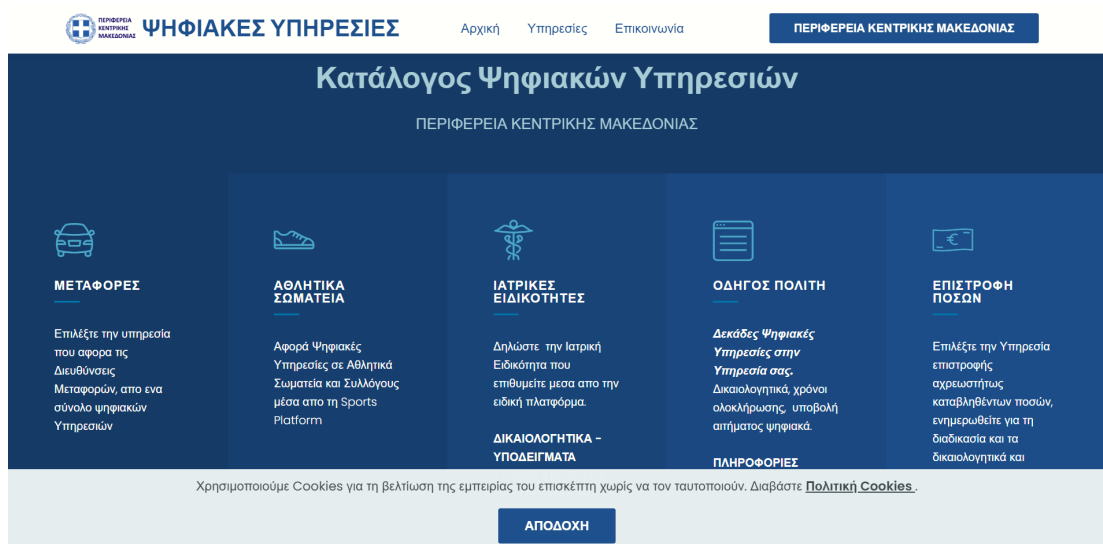 ΠΕΡΙΦΕΡΕΙΑ
ΚΕΝΤΡΙΚΗΣ
ΜΑΚΕΔΟΝΙΑΣ
ΨΗΦΙΑΚΕΣ ΥΠΗΡΕΣΙΕΣ
Αρχική Υπηρεσίες Επικοινωνία
ΠΕΡΙΦΕΡΕΙΑ ΚΕΝΤΡΙΚΗΣ ΜΑΚΕΔΟΝΙΑΣ
Κατάλογος Ψηφιακών Υπηρεσιών
ΠΕΡΙΦΕΡΕΙΑ ΚΕΝΤΡΙΚΗΣ ΜΑΚΕΔΟΝΙΑΣ
ΜΕΤΑΦΟΡΕΣ
Επιλέξτε την υπηρεσία
που αφορα τις
Διευθύνσεις
Μεταφορών, απο ενα
σύνολο ψηφιακών
Υπηρεσιών
ΑΘΛΗΤΙΚΑ
ΣΩΜΑΤΕΙΑ
Αφορά Ψηφιακές
Υπηρεσίες σε Αθλητικά
Σωματεία και Συλλόγους
μέσα απο τη Sports
Platform
ΙΑΤΡΙΚΕΣ
ΕΙΔΙΚΟΤΗΤΕΣ
Δηλώστε την Ιατρική
Ειδικότητα που
επιθυμείτε μεσα απο την
ειδική πλατφόρμα.
ΔΙΚΑΙΟΛΟΓΗΤΙΚΑ –
ΥΠΟΔΕΙΓΜΑΤΑ
ΟΔΗΓΟΣ ΠΟΛΙΤΗ
Δεκάδες Ψηφιακές
Υπηρεσίες στην
Υπηρεσία σας.
Δικαιολογητικά, χρόνοι
ολοκλήρωσης, υποβολή
αιτήματος ψηφιακά.
ΠΛΗΡΟΦΟΡΙΕΣ
ΕΠΙΣΤΡΟΦΗ
ΠΟΣΩΝ
Επιλέξτε την Υπηρεσία
επιστροφής
αχρεωστήτως
καταβληθέντων ποσών,
ενημερωθείτε για τη
διαδικασία και τα
δικαιολογητικά και
Χρησιμοποιούμε Cookies για τη βελτίωση της εμπειρίας του επισκέπτη χωρίς να τον ταυτοποιούν. Διαβάστε Πολιτική Cookies .
ΑΠΟΔΟΧΗ